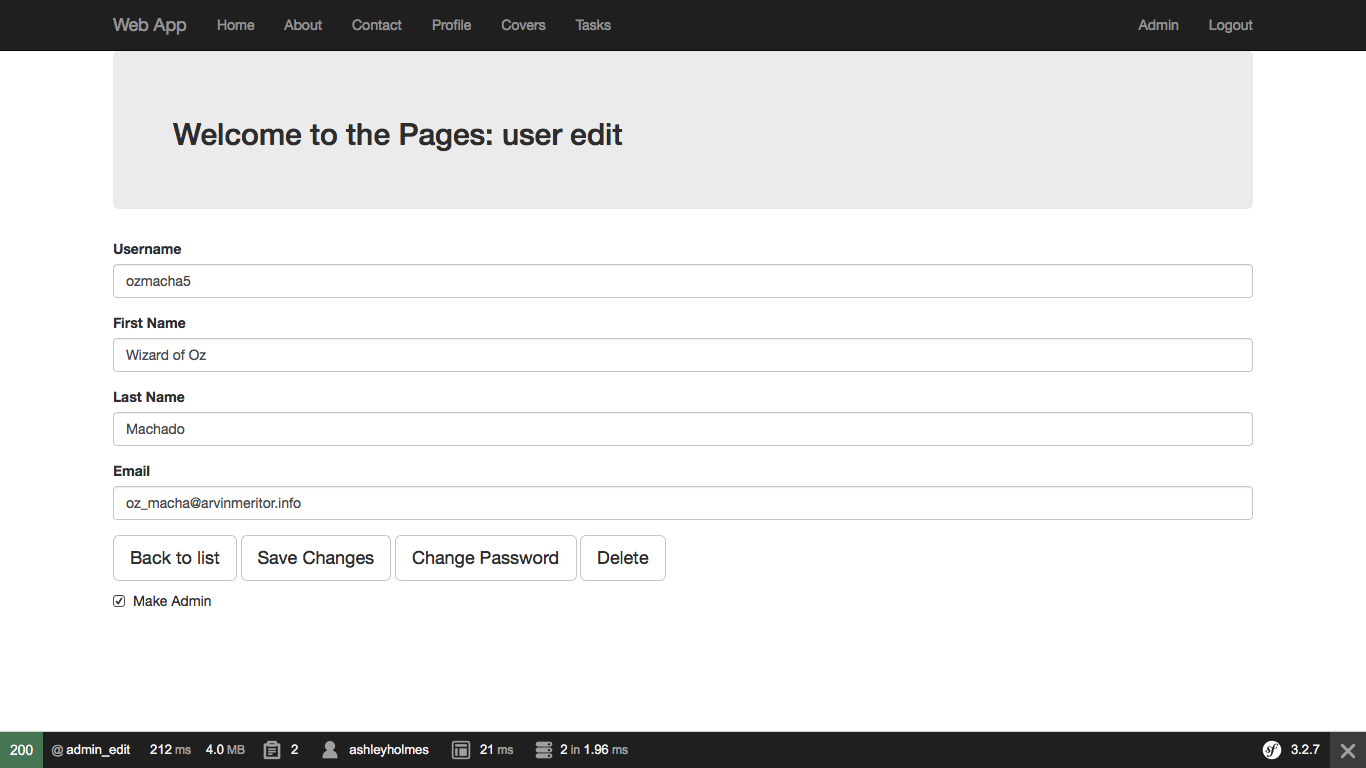 Web App Home About Contact Profile Covers Tasks Admin Logout
Welcome to the Pages: user edit
Username
ozmacha5
First Name
Wizard of Oz
Last Name
Machado
Email
oz_macha@arvinmeritor.info
Back to list Save Changes Change Password Delete
Make Admin
200 @ admin_edit 212 ms 4.0 MB 2 ashleyholmes 21 ms 2 in 1.96 ms sf 3.2.7